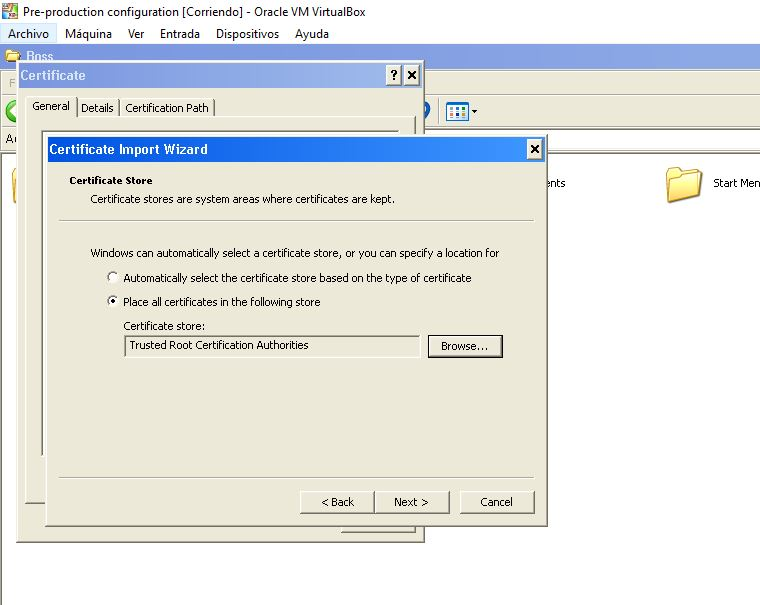 Pre-production configuration [Corriendo] - Oracle VM VirtualBox
Archivo Máquina Ver Entrada Dispositivos Ayuda
Boss
Certificate
General Details Certification Path
Certificate Import Wizard
Certificate Store
Certificate stores are system areas where certificates are kept.
Windows can automatically select a certificate store, or you can specify a location for
Automatically select the certificate store based on the type of certificate
Place all certificates in the following store
Certificate store:
Trusted Root Certification Authorities
Browse...
< Back Next > Cancel
ents
Start Men